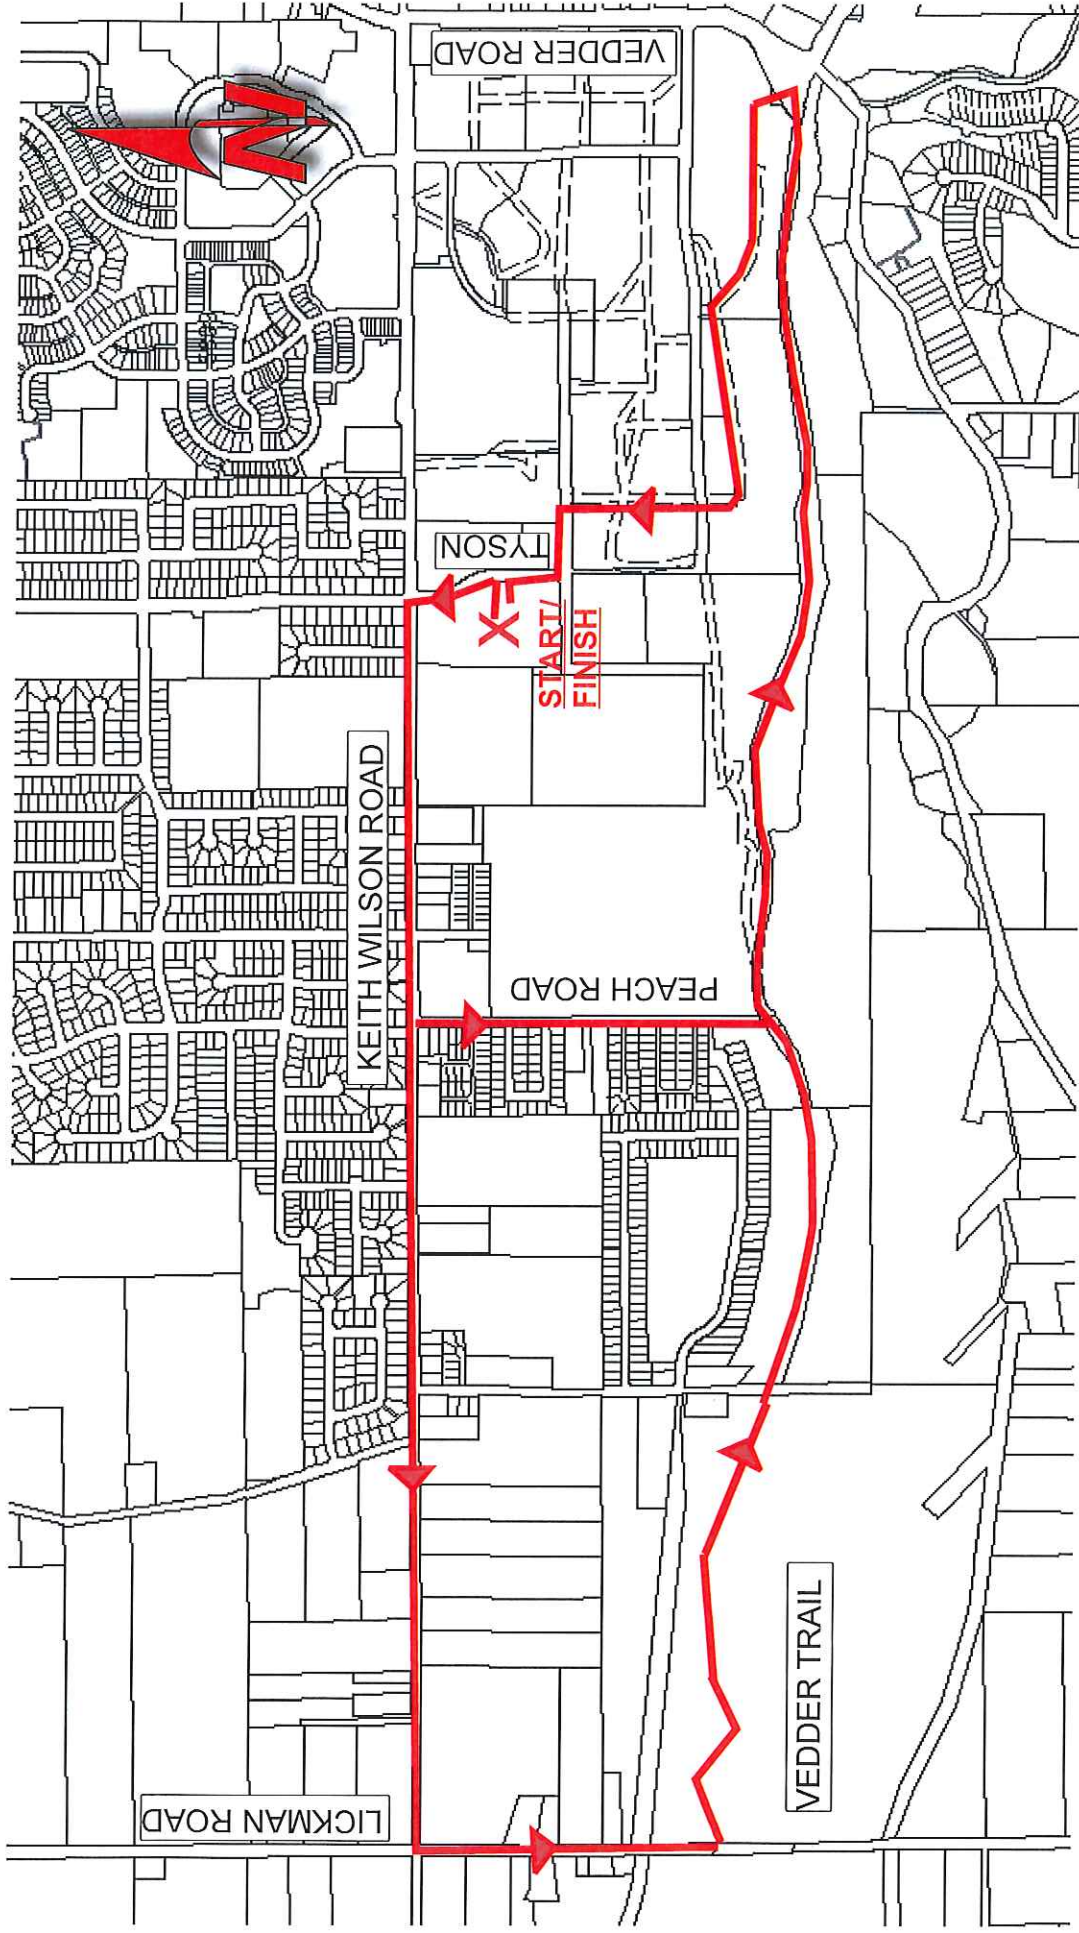 VEDDER ROAD
N
TYSON
X
START/
FINISH
KEITH WILSON ROAD
PEACH ROAD
VEDDER TRAIL
LICKMAN ROAD